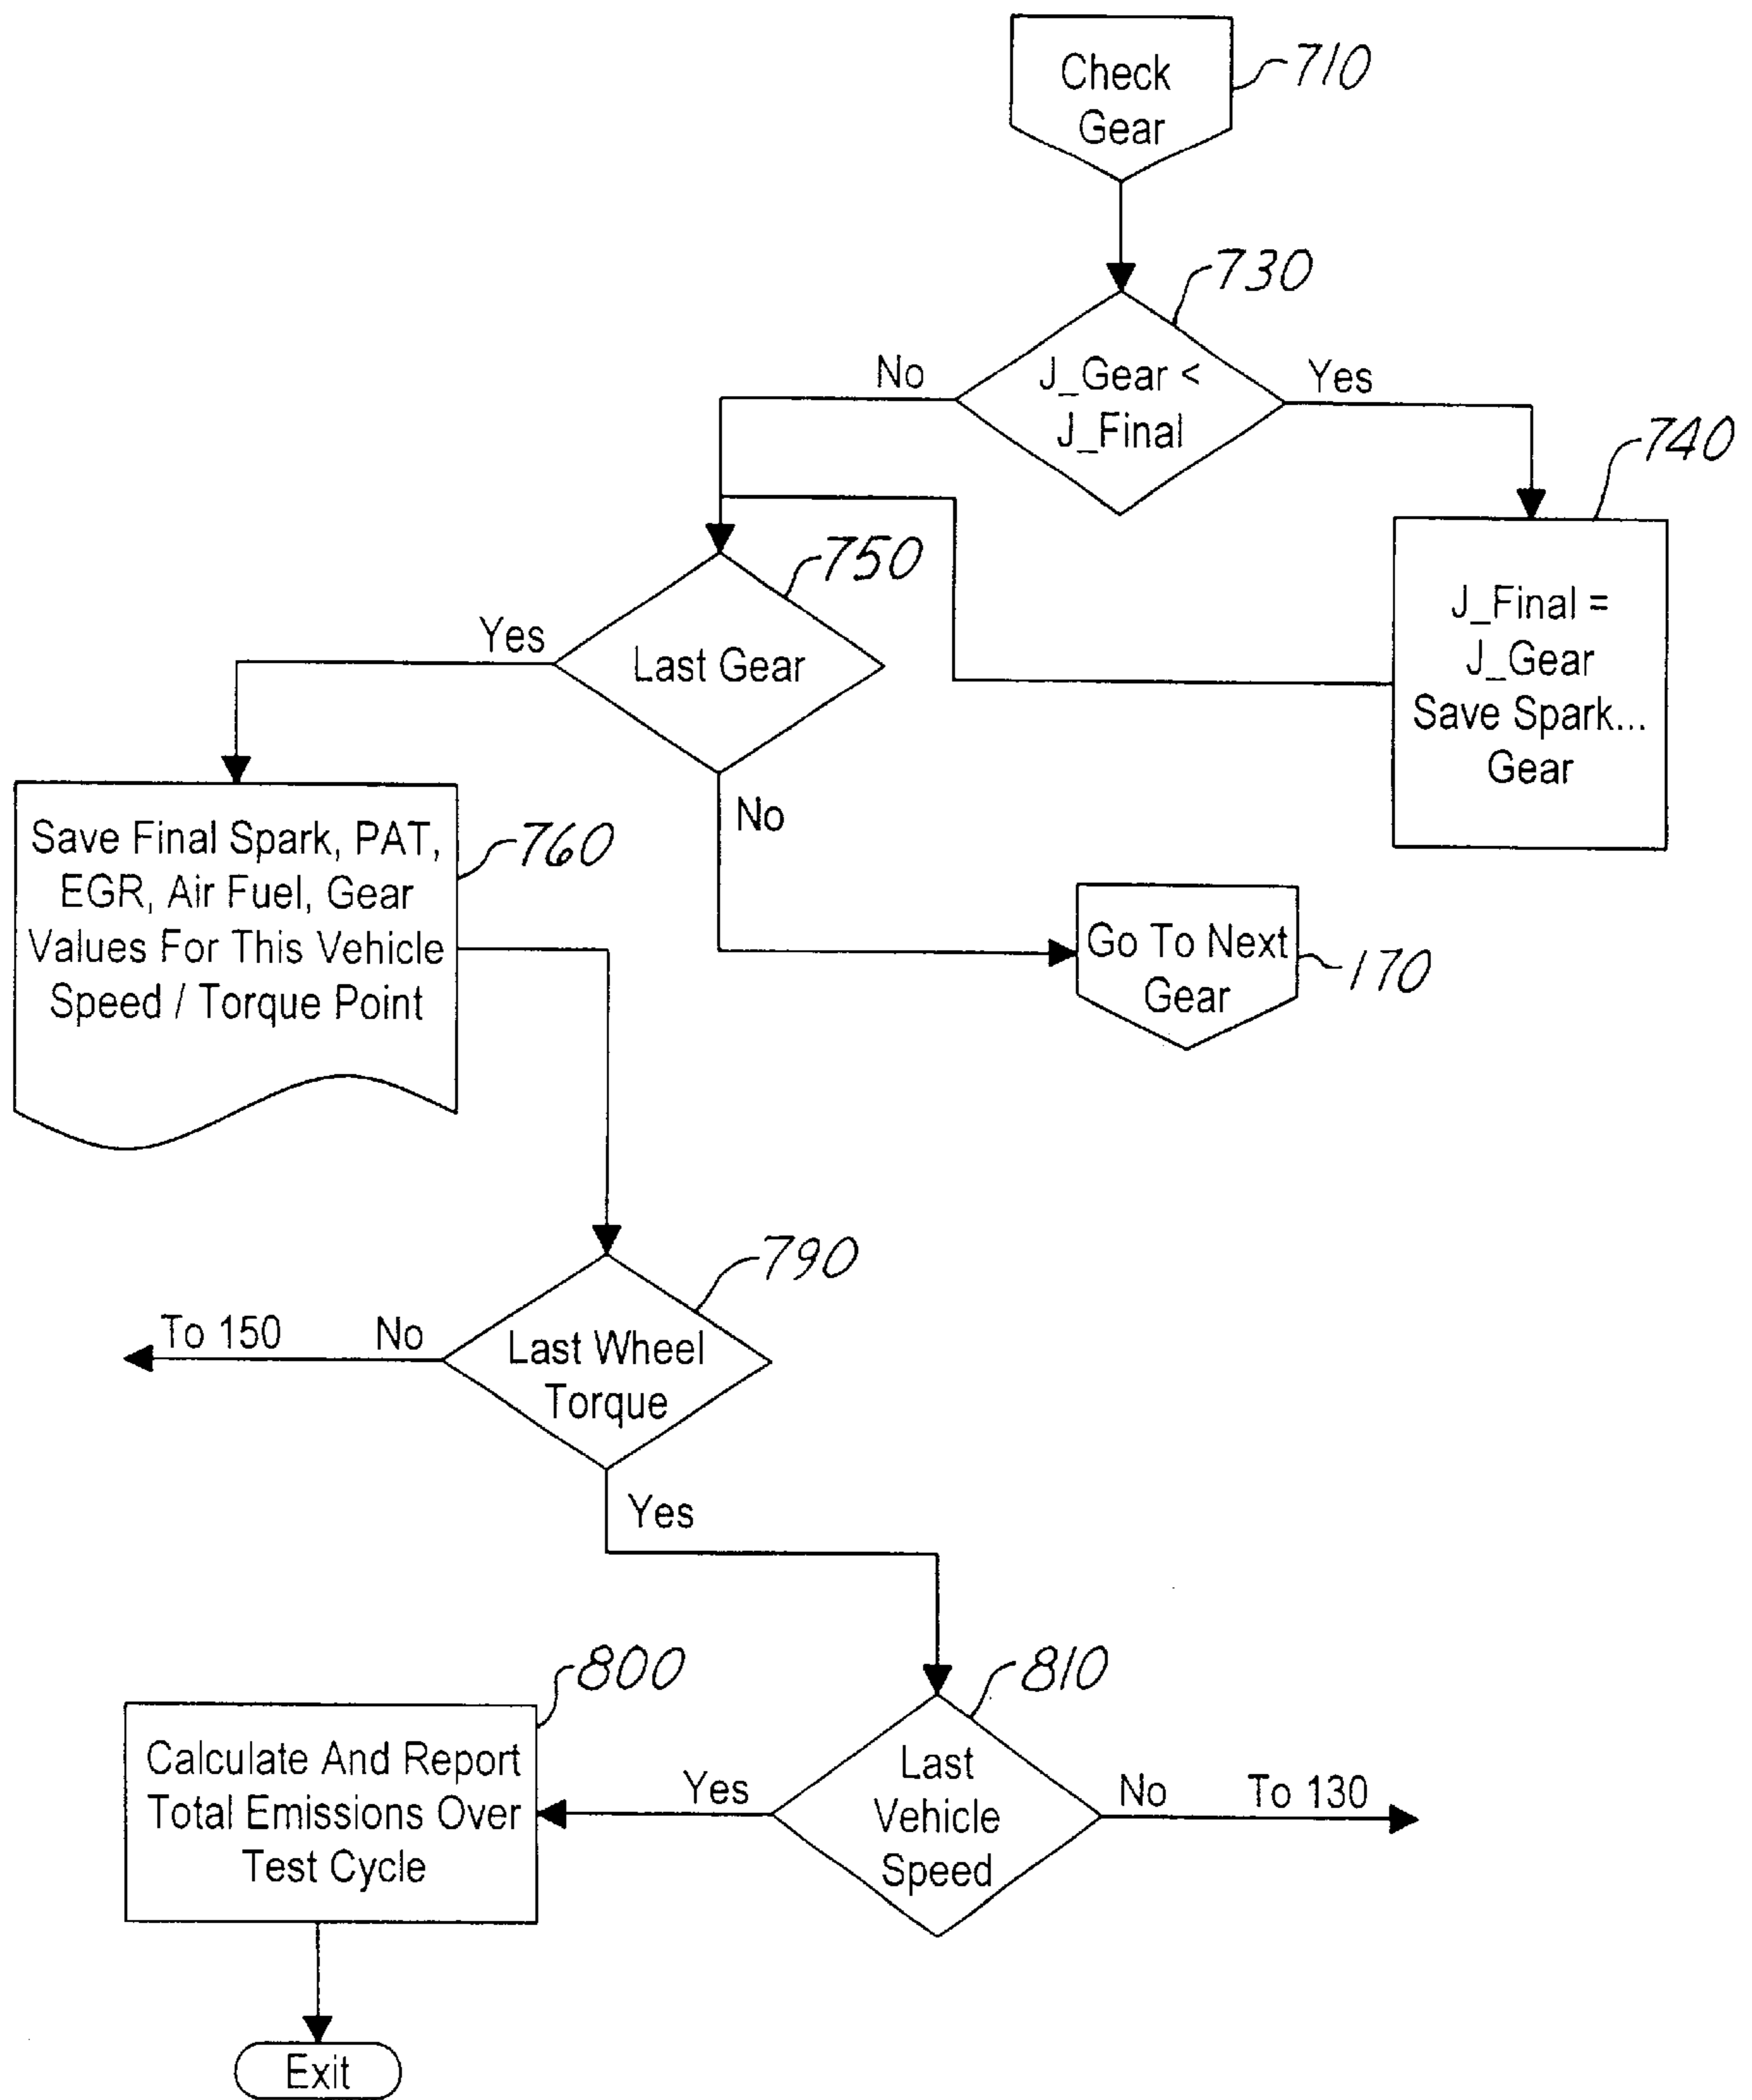 Check
Gear
710
730
No
J_Gear <
J_Final
Yes
740
750
Yes
Last Gear
J_Final =
J_Gear
Save Spark...
Gear
No
Save Final Spark, PAT,
EGR, Air Fuel, Gear
Values For This Vehicle
Speed / Torque Point
760
Go To Next
Gear
170
790
To 150
No
Last Wheel
Torque
Yes
800
810
Calculate And Report
Total Emissions Over
Test Cycle
Yes
Last
Vehicle
Speed
No
To 130
Exit